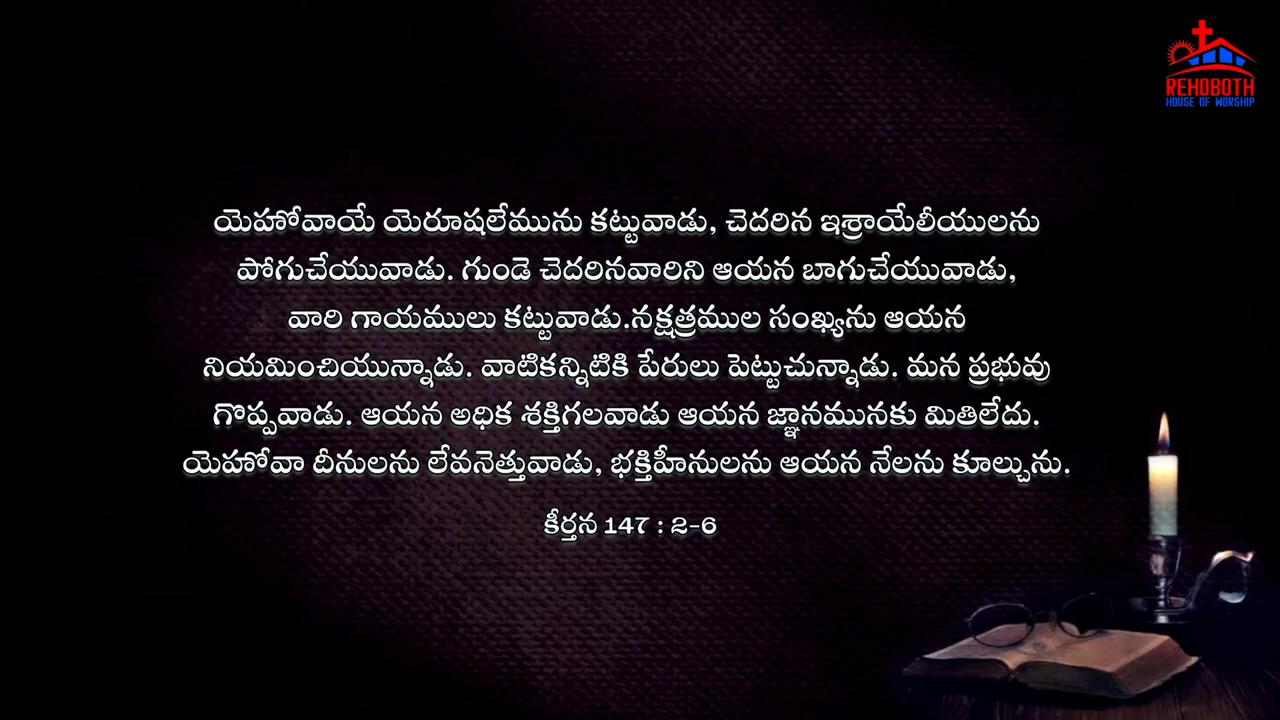 REHOBOTH
HOUSE OF WORSHIP
యెహోవాయే యెరూషలేమును కట్టువాడు, చెదరిన ఇశ్రాయేలీయులను
పోగుచేయువాడు. గుండె చెదరినవారిని ఆయన బాగుచేయువాడు,
వారి గాయములు కట్టువాడు.నక్షత్రముల సంఖ్యను ఆయన
నియమించియున్నాడు. వాటికన్నిటికి పేరులు పెట్టుచున్నాడు. మన ప్రభువు
గొప్పవాడు. ఆయన అధిక శక్తిగలవాడు ఆయన జ్ఞానమునకు మితిలేదు.
యెహోవా దీనులను లేవనెత్తువాడు, భక్తిహీనులను ఆయన నేలను కూల్చును.
కీర్తన 147 : 2-6